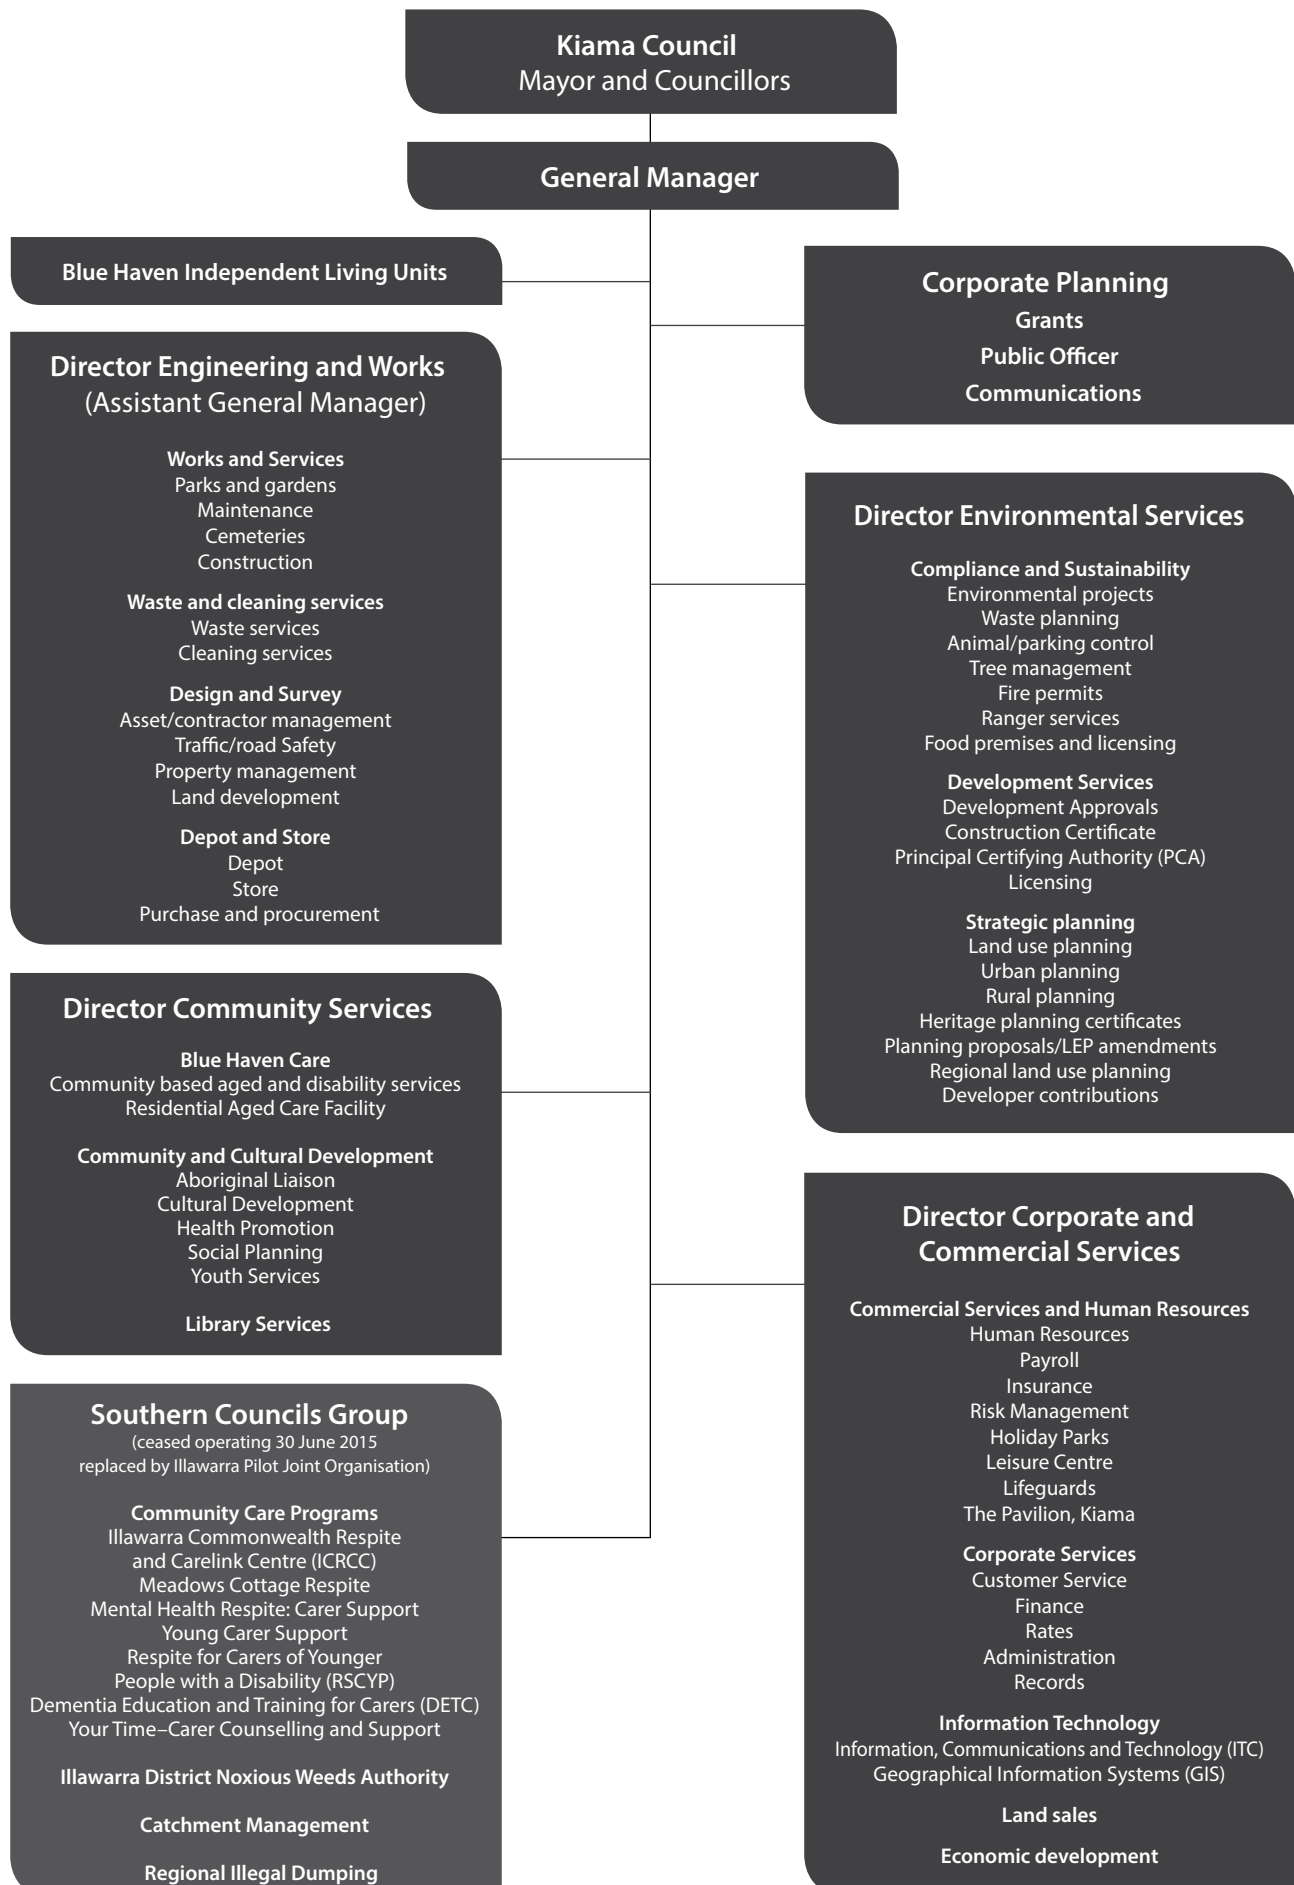 Kiama Council
Mayor and Councillors
General Manager
Blue Haven Independent Living Units
Corporate Planning
Grants
Public Officer
Communications
Director Engineering and Works
(Assistant General Manager)
Works and Services
Parks and gardens
Maintenance
Cemeteries
Construction
Waste and cleaning services
Waste services
Cleaning services
Design and Survey
Asset/contractor management
Traffic/road Safety
Property management
Land development
Depot and Store
Depot
Store
Purchase and procurement
Director Environmental Services
Compliance and Sustainability
Environmental projects
Waste planning
Animal/parking control
Tree management
Fire permits
Ranger services
Food premises and licensing
Development Services
Development Approvals
Construction Certificate
Principal Certifying Authority (PCA)
Licensing
Strategic planning
Land use planning
Urban planning
Rural planning
Heritage planning certificates
Planning proposals/LEP amendments
Regional land use planning
Developer contributions
Director Community Services
Blue Haven Care
Community based aged and disability services
Residential Aged Care Facility
Community and Cultural Development
Aboriginal Liaison
Cultural Development
Health Promotion
Social Planning
Youth Services
Library Services
Director Corporate and
Commercial Services
Commercial Services and Human Resources
Human Resources
Payroll
Insurance
Risk Management
Holiday Parks
Leisure Centre
Lifeguards
The Pavilion, Kiama
Corporate Services
Customer Service
Finance
Rates
Administration
Records
Information Technology
Information, Communications and Technology (ITC)
Geographical Information Systems (GIS)
Land sales
Economic development
Southern Councils Group
(ceased operating 30 June 2015
replaced by Illawarra Pilot Joint Organisation)
Community Care Programs
Illawarra Commonwealth Respite
and Carelink Centre (ICRCC)
Meadows Cottage Respite
Mental Health Respite: Carer Support
Young Carer Support
Respite for Carers of Younger
People with a Disability (RSCYP)
Dementia Education and Training for Carers (DETC)
Your Time–Carer Counselling and Support
Illawarra District Noxious Weeds Authority
Catchment Management
Regional Illegal Dumping